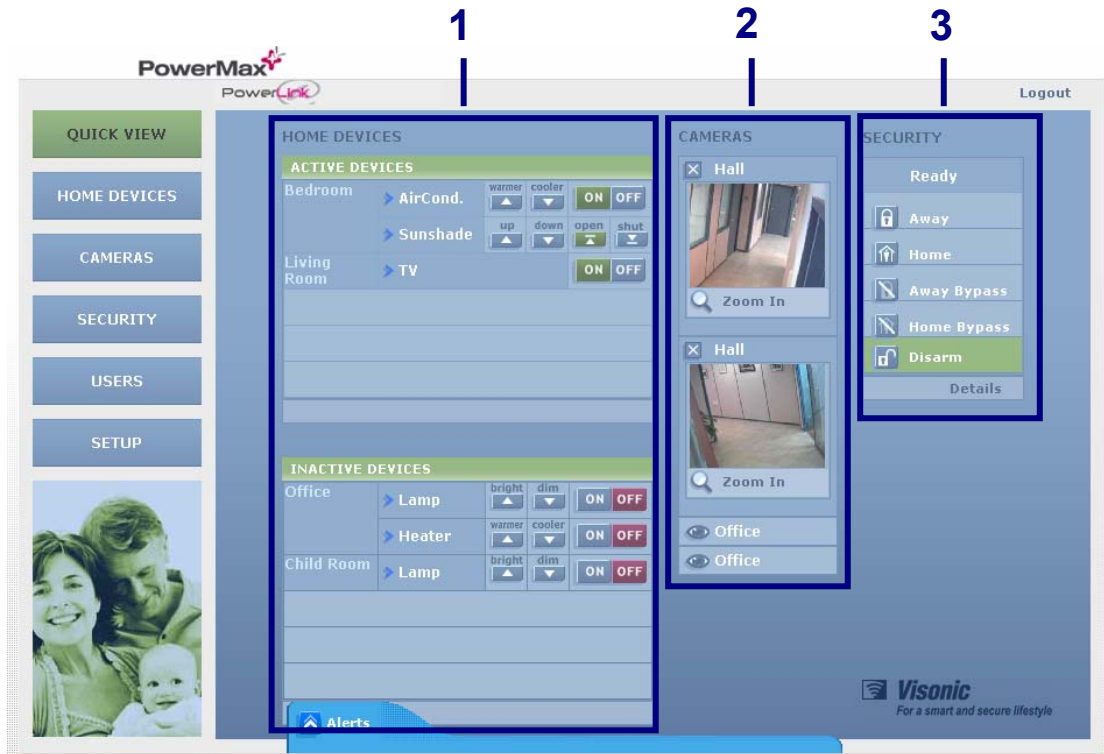 1 2 3
PowerMax+
PowerLink
Logout
QUICK VIEW
HOME DEVICES
CAMERAS
SECURITY
USERS
SETUP
HOME DEVICES
ACTIVE DEVICES
Bedroom AirCond. warmer cooler ON OFF
Sunshade up down open shut
Living Room TV ON OFF
INACTIVE DEVICES
Office Lamp bright dim ON OFF
Heater warmer cooler ON OFF
Child Room Lamp bright dim ON OFF
Alerts
CAMERAS
Hall
Zoom In
Hall
Zoom In
Office
Office
SECURITY
Ready
Away
Home
Away Bypass
Home Bypass
Disarm
Details
Visonic
For a smart and secure lifestyle